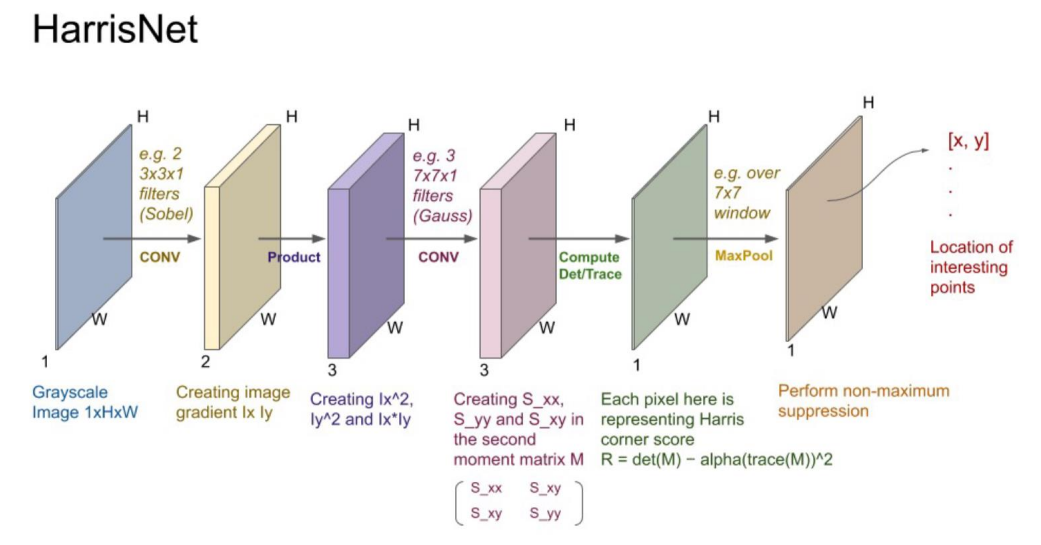 HarrisNet
H
e.g. 2
3x3x1
filters
(Sobel)
CONV
W
1
Grayscale
Image 1xHxW
H
Product
W
2
Creating image
gradient Ix Iy
H
e.g. 3
7x7x1
filters
(Gauss)
CONV
W
3
Creating Ix^2,
Iy^2 and Ix*Iy
H
Compute
Det/Trace
W
3
Creating S_xx,
S_yy and S_xy in
the second
moment matrix M
S_xx S_xy
S_xy S_yy
H
e.g. over
7x7
window
MaxPool
W
1
Each pixel here is
representing Harris
corner score
R = det(M) − alpha(trace(M))^2
H
W
1
Perform non-maximum
suppression
[x, y]
.
.
.
Location of
interesting
points